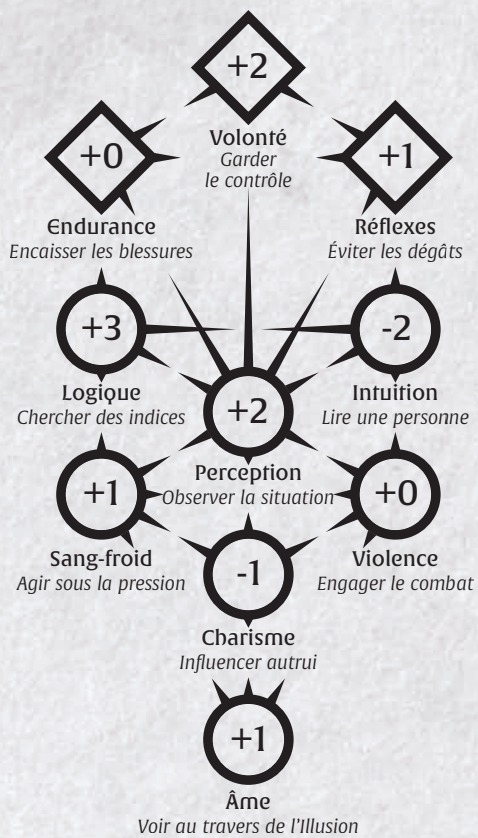 +2
Volonté
Garder
le contrôle
+0
Endurance
Encaisser les blessures
+1
Réflexes
Éviter les dégâts
+3
Logique
Chercher des indices
-2
Intuition
Lire une personne
+2
Perception
Observer la situation
+1
Sang-froid
Agir sous la pression
+0
Violence
Engager le combat
-1
Charisme
Influencer autrui
+1
Âme
Voir au travers de l'Illusion